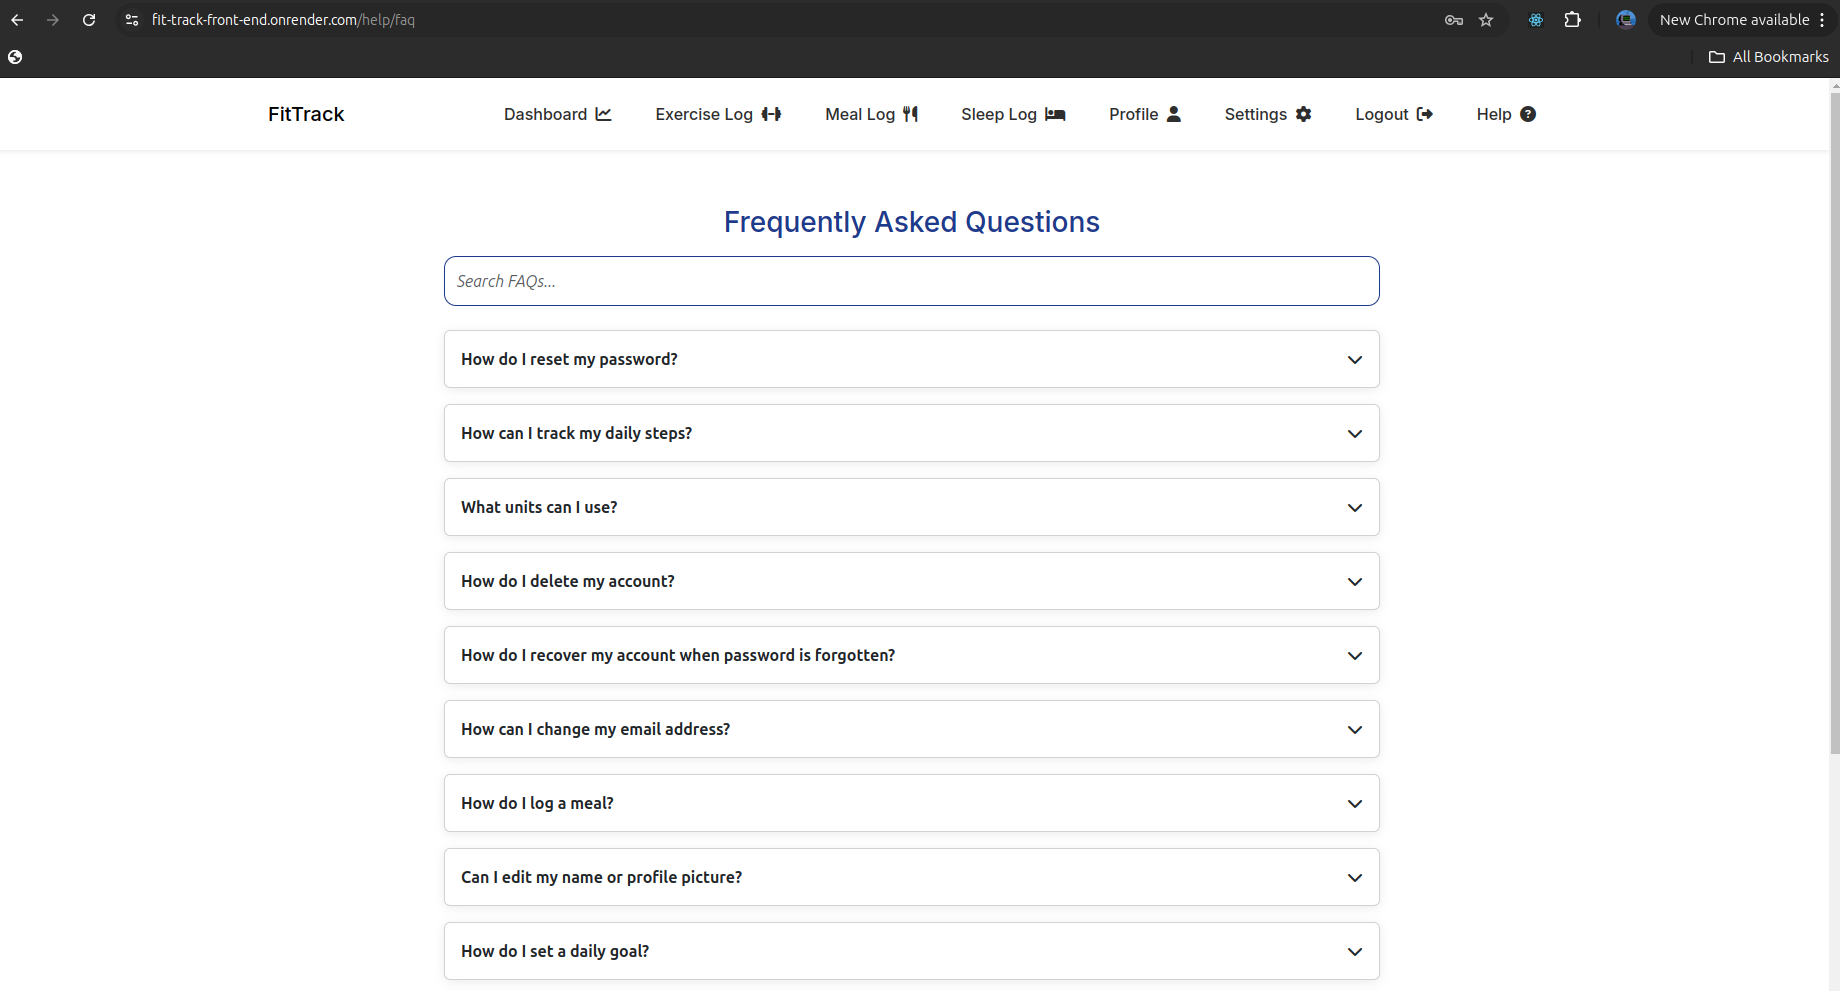 fit-track-front-end.onrender.com/help/faq
New Chrome available
All Bookmarks
FitTrack
Dashboard
Exercise Log
Meal Log
Sleep Log
Profile
Settings
Logout
Help
Frequently Asked Questions
Search FAQs...
How do I reset my password?
How can I track my daily steps?
What units can I use?
How do I delete my account?
How do I recover my account when password is forgotten?
How can I change my email address?
How do I log a meal?
Can I edit my name or profile picture?
How do I set a daily goal?